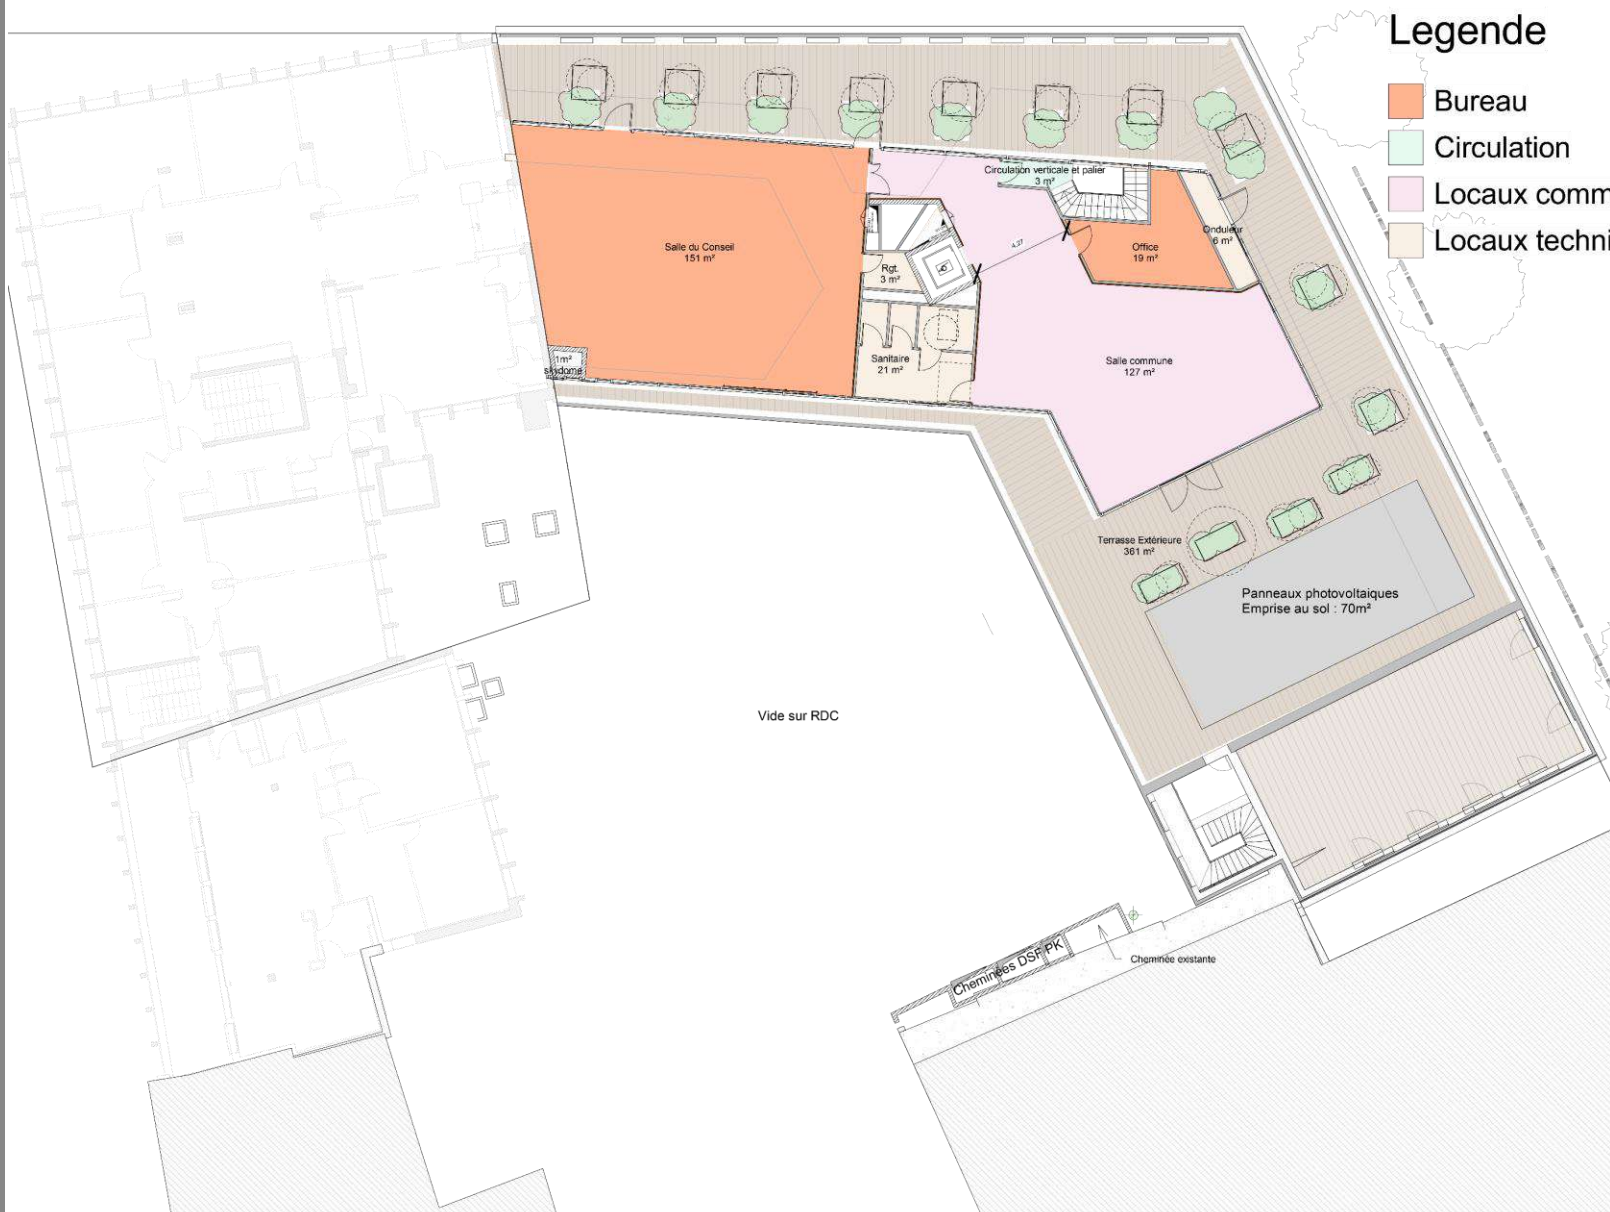 Legende
Bureau
Circulation
Locaux comm
Locaux techni
Circulation verticale et palier
3 m²
Salle du Conseil
151 m²
Office
19 m²
Onduleur
6 m²
4,27
Rgt.
3 m²
Sanitaire
21 m²
1m²
skydome
Salle commune
127 m²
Terrasse Extérieure
361 m²
Panneaux photovoltaiques
Emprise au sol : 70m²
Vide sur RDC
Cheminées DSF PK
Cheminée existante